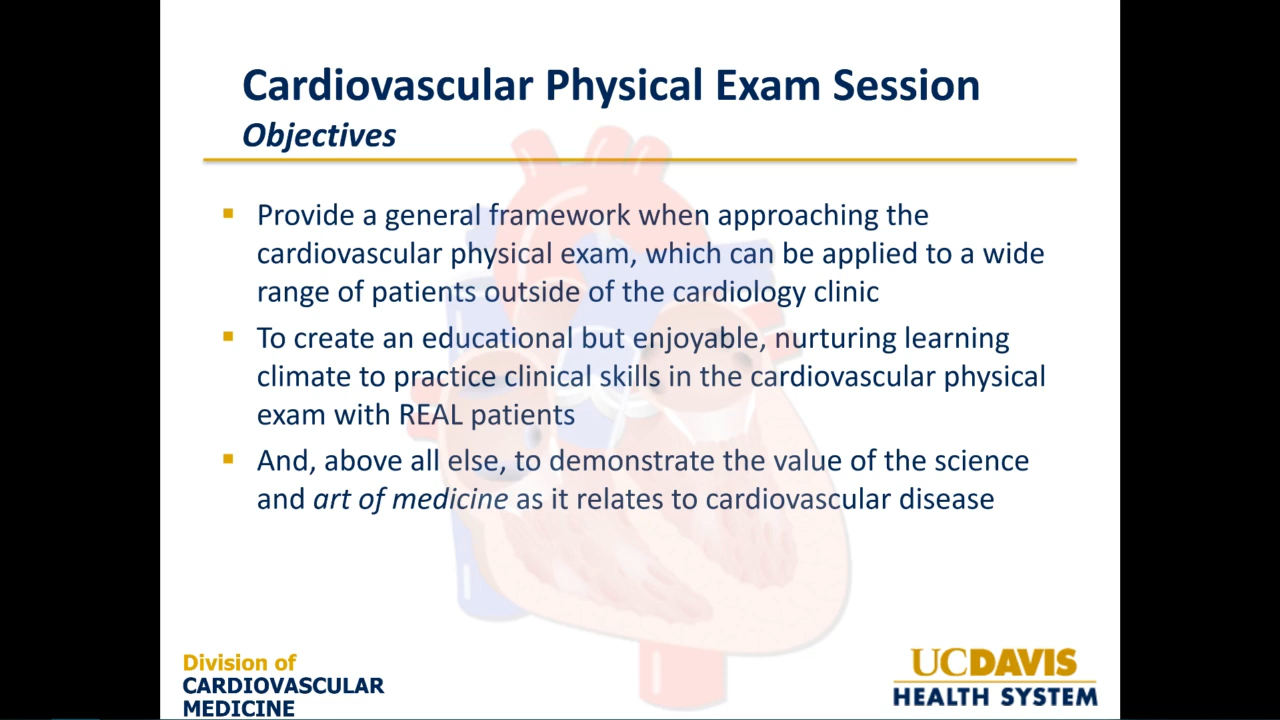 Cardiovascular Physical Exam Session
Objectives
▪ Provide a general framework when approaching the
cardiovascular physical exam, which can be applied to a wide
range of patients outside of the cardiology clinic
▪ To create an educational but enjoyable, nurturing learning
climate to practice clinical skills in the cardiovascular physical
exam with REAL patients
▪ And, above all else, to demonstrate the value of the science
and art of medicine as it relates to cardiovascular disease
Division of
CARDIOVASCULAR
MEDICINE
UCDAVIS
HEALTH SYSTEM